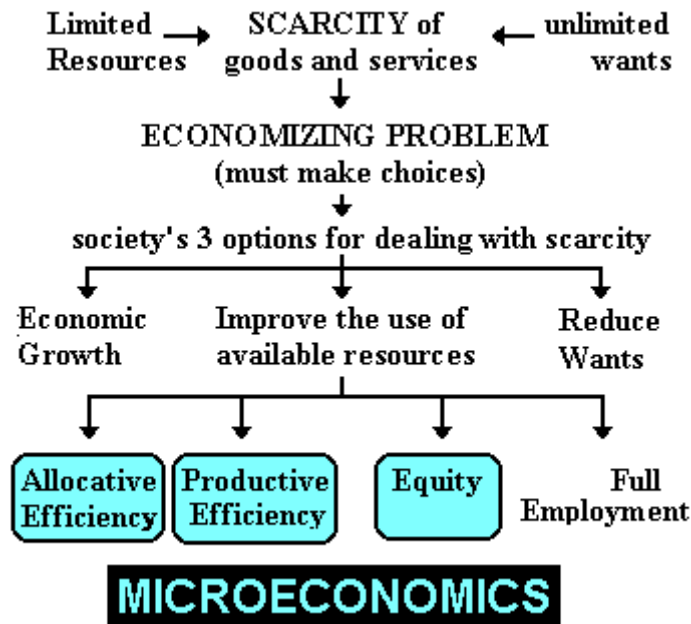 Limited SCARCITY of unlimited
Resources goods and services wants
ECONOMIZING PROBLEM
(must make choices)
society's 3 options for dealing with scarcity
Economic Improve the use of Reduce
Growth available resources Wants
Allocative Productive Equity Full
Efficiency Efficiency Employment
MICROECONOMICS